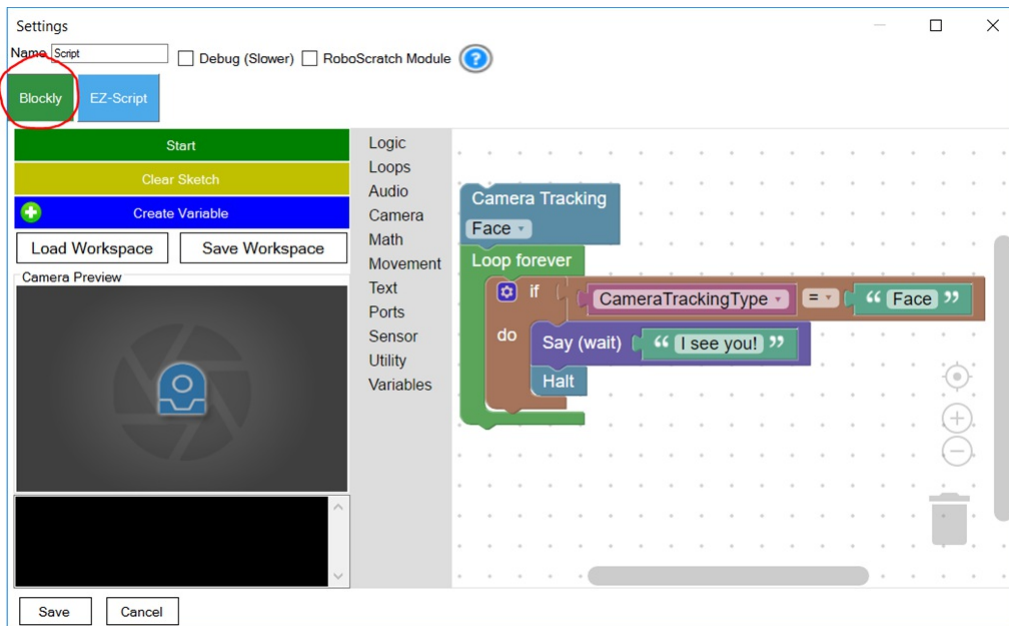 Settings
Name Script Debug (Slower) RoboScratch Module ?
Blockly EZ-Script
Start
Clear Sketch
Create Variable
Load Workspace Save Workspace
Camera Preview
Logic
Loops
Audio
Camera
Math
Movement
Text
Ports
Sensor
Utility
Variables
Camera Tracking
Face
Loop forever
if CameraTrackingType = “ Face ”
do Say (wait) “ I see you! ”
Halt
Save Cancel